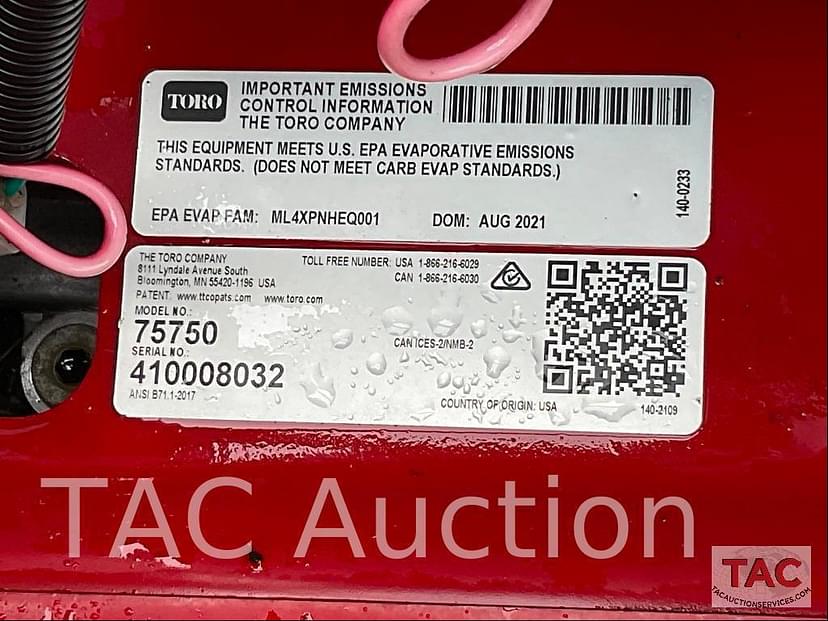 TORO
IMPORTANT EMISSIONS
CONTROL INFORMATION
THE TORO COMPANY
THIS EQUIPMENT MEETS U.S. EPA EVAPORATIVE EMISSIONS
STANDARDS. (DOES NOT MEET CARB EVAP STANDARDS.)
EPA EVAP FAM: ML4XPNHEQ001 DOM: AUG 2021
140-0233
THE TORO COMPANY
8111 Lyndale Avenue South
Bloomington, MN 55420-1196 USA
TOLL FREE NUMBER: USA 1-866-216-6029
CAN 1-866-216-6030
PATENT: www.ttcopats.com www.toro.com
MODEL NO.:
75750
SERIAL NO.:
410008032
ANSI B71.1-2017
CAN ICES-2/NMB-2
COUNTRY OF ORIGIN: USA
140-2109
TAC Auction
TAC
TACAUCTIONSERVICES.COM